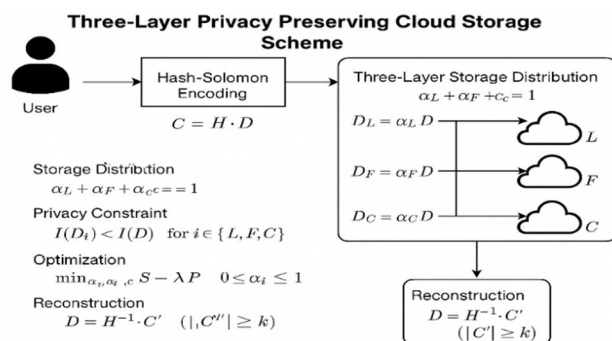 Three-Layer Privacy Preserving Cloud Storage
Scheme
User
Hash-Solomon
Encoding
C = H · D
Three-Layer Storage Distribution
α_L + α_F + c_c = 1
D_L = α_L D
L
D_F = α_F D
F
D_C = α_C D
C
Storage Distribution
α_L + α_F + α_C c == 1
Privacy Constraint
I(D_i) < I(D) for i ∈ {L, F, C}
Optimization
S − λP 0 ≤ α_i ≤ 1
Reconstruction
D = H⁻¹ · C′ (|,C′′| ≥ k)
Reconstruction
D = H⁻¹ · C′
(|C′| ≥ k)